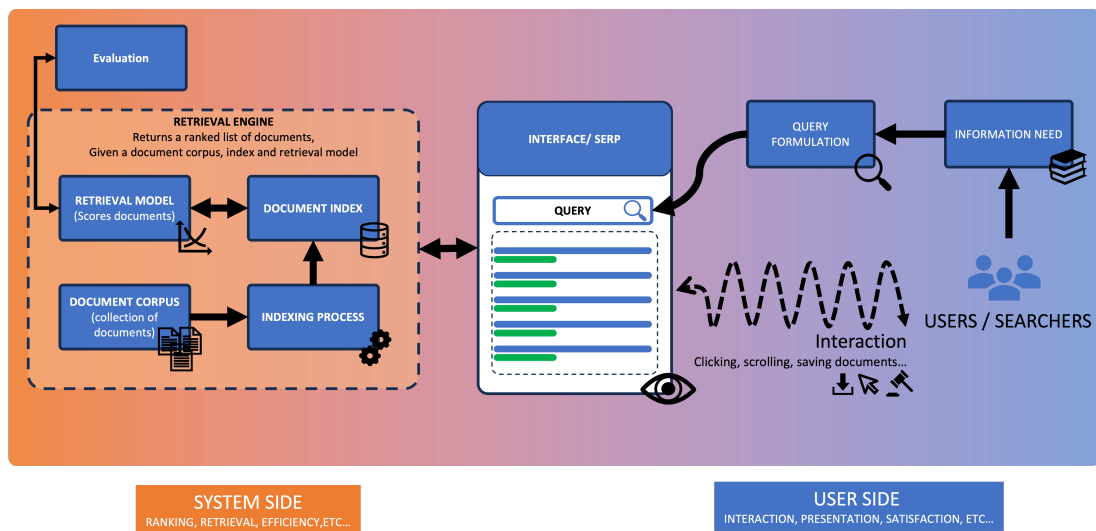 Evaluation
RETRIEVAL ENGINE
Returns a ranked list of documents,
Given a document corpus, index and retrieval model
RETRIEVAL MODEL
(Scores documents)
DOCUMENT INDEX
DOCUMENT CORPUS
(collection of
documents)
INDEXING PROCESS
INTERFACE/ SERP
QUERY
QUERY
FORMULATION
INFORMATION NEED
USERS / SEARCHERS
Interaction
Clicking, scrolling, saving documents...
SYSTEM SIDE
RANKING, RETRIEVAL, EFFICIENCY,ETC...
USER SIDE
INTERACTION, PRESENTATION, SATISFACTION, ETC...